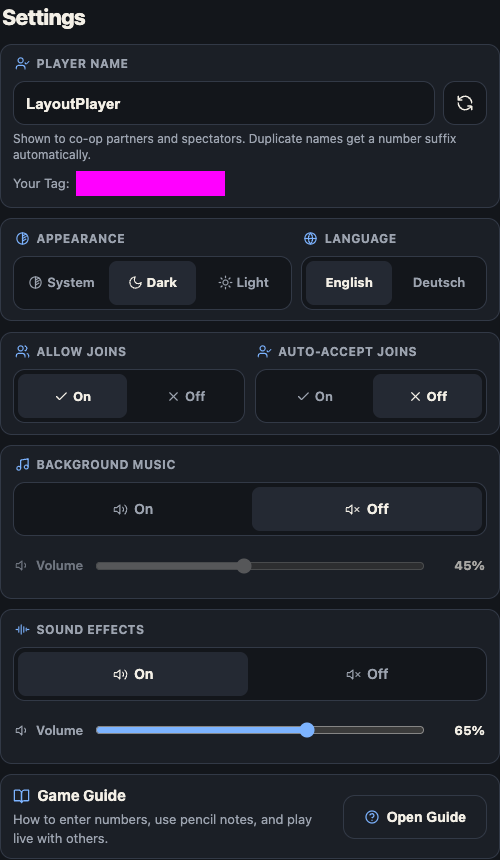 Settings
PLAYER NAME
LayoutPlayer
Shown to co-op partners and spectators. Duplicate names get a number suffix
automatically.
Your Tag:
APPEARANCE
LANGUAGE
System Dark Light
English Deutsch
ALLOW JOINS
AUTO-ACCEPT JOINS
On Off
On Off
BACKGROUND MUSIC
On Off
Volume 45%
SOUND EFFECTS
On Off
Volume 65%
Game Guide
How to enter numbers, use pencil notes, and play
live with others.
Open Guide